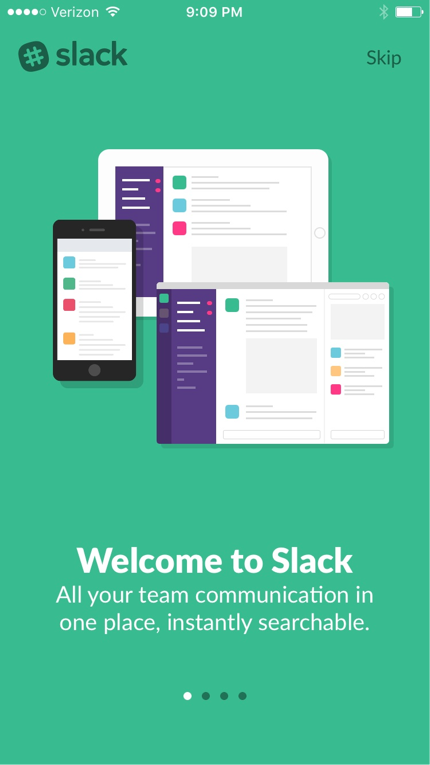 Verizon 9:09 PM
slack Skip
Welcome to Slack
All your team communication in
one place, instantly searchable.